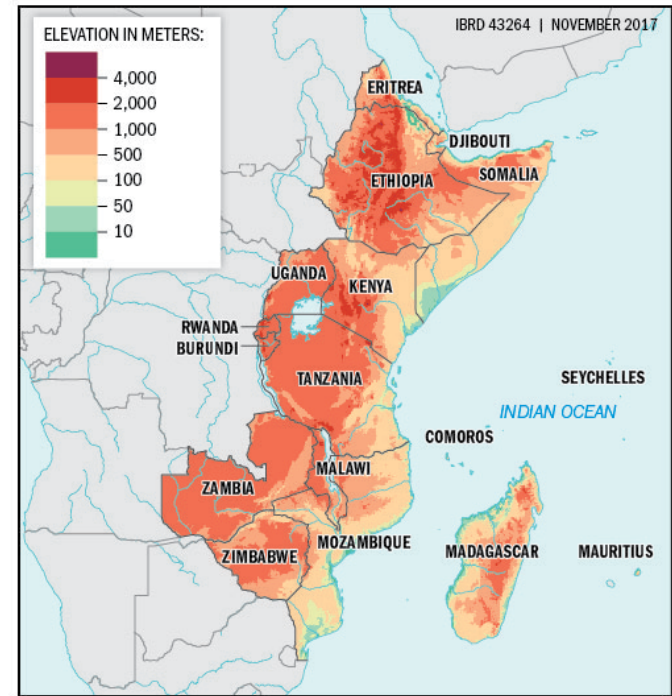 IBRD 43264 | NOVEMBER 2017
ELEVATION IN METERS:
4,000
2,000
1,000
500
100
50
10
ERITREA
DJIBOUTI
SOMALIA
ETHIOPIA
UGANDA
KENYA
RWANDA
BURUNDI
TANZANIA
SEYCHELLES
INDIAN OCEAN
COMOROS
MALAWI
ZAMBIA
MOZAMBIQUE
ZIMBABWE
MADAGASCAR
MAURITIUS